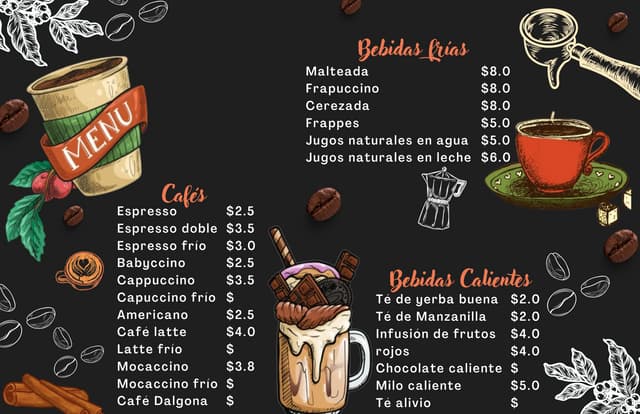 MENU
Bebidas frías
Malteada $8.0
Frapuccino $8.0
Cerezada $8.0
Frappes $5.0
Jugos naturales en agua $5.0
Jugos naturales en leche $6.0
Cafés
Espresso $2.5
Espresso doble $3.5
Espresso frío $3.0
Babyccino $2.5
Cappuccino $3.5
Capuccino frío $
Americano $2.5
Café latte $4.0
Latte frío $
Mocaccino $3.8
Mocaccino frío $
Café Dalgona $
Bebidas Calientes
Té de yerba buena $2.0
Té de Manzanilla $2.0
Infusión de frutos $4.0
rojos $4.0
Chocolate caliente $
Milo caliente $5.0
Té alivio $